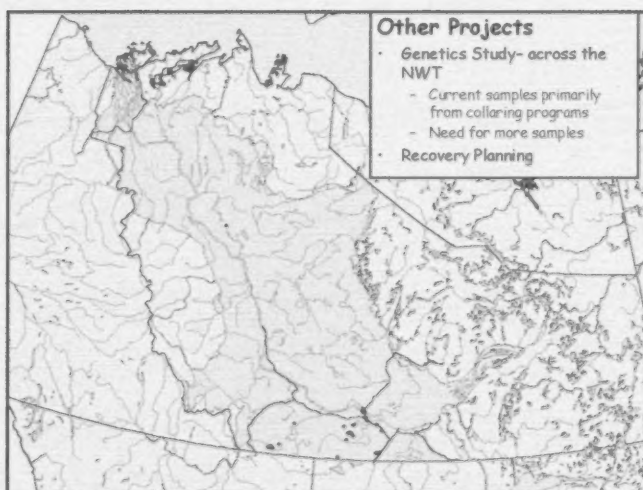 Other Projects
· Genetics Study- across the
NWT
- Current samples primarily
from collaring programs
- Need for more samples
· Recovery Planning